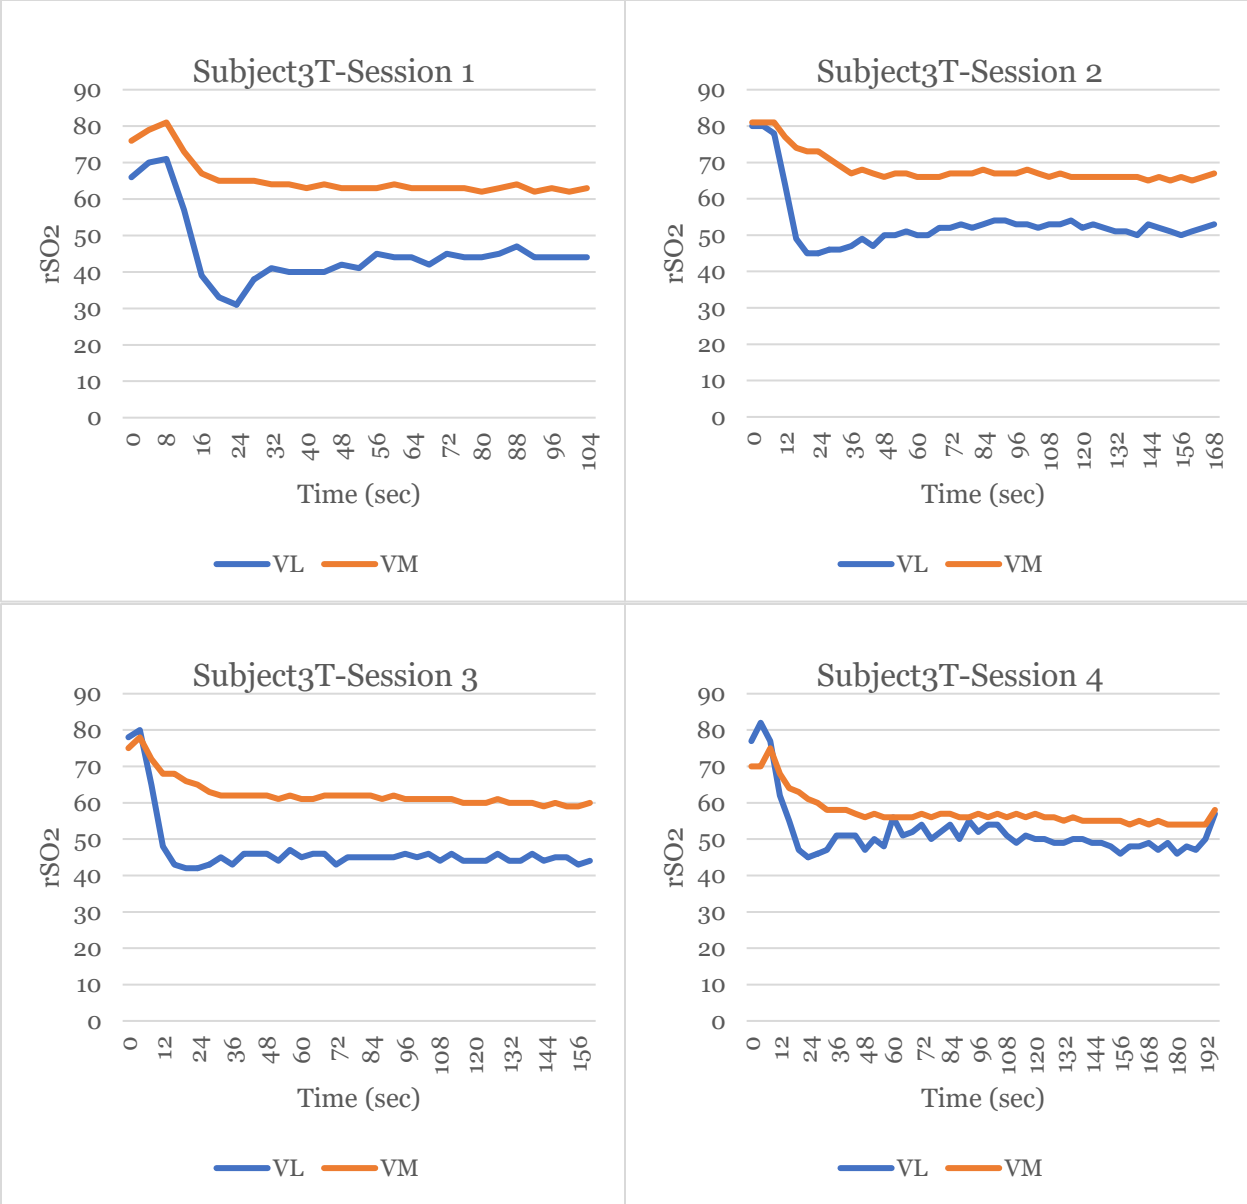 Subject3T-Session 1
90
80
70
60
50
40
30
20
10
0
rSO2
0 8 16 24 32 40 48 56 64 72 80 88 96 104
Time (sec)
VL VM
Subject3T-Session 2
90
80
70
60
50
40
30
20
10
0
rSO2
0 12 24 36 48 60 72 84 96 108 120 132 144 156 168
Time (sec)
VL VM
Subject3T-Session 3
90
80
70
60
50
40
30
20
10
0
rSO2
0 12 24 36 48 60 72 84 96 108 120 132 144 156
Time (sec)
VL VM
Subject3T-Session 4
90
80
70
60
50
40
30
20
10
0
rSO2
0 12 24 36 48 60 72 84 96 108 120 132 144 156 168 180 192
Time (sec)
VL VM